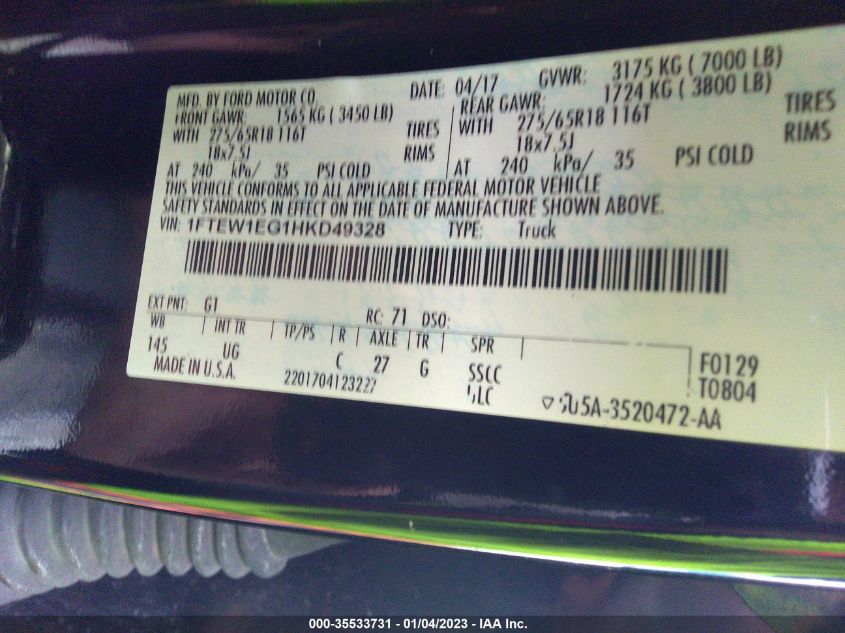 MFD. BY FORD MOTOR CO. DATE: 04/17 GVWR: 3175 KG ( 7000 LB)
FRONT GAWR: 1565 KG ( 3450 LB) REAR GAWR: 1724 KG ( 3800 LB)
WITH 275/65R18 116T TIRES WITH 275/65R18 116T TIRES
18x7.5J RIMS 18x7.5J RIMS
AT 240 kPa/ 35 PSI COLD AT 240 kPa/ 35 PSI COLD
THIS VEHICLE CONFORMS TO ALL APPLICABLE FEDERAL MOTOR VEHICLE
SAFETY STANDARDS IN EFFECT ON THE DATE OF MANUFACTURE SHOWN ABOVE.
VIN: 1FTEW1EG1HKD49328 TYPE: Truck
EXT PNT: G1 RC: 71 DSO:
WB INT TR TP/PS R AXLE TR SPR
145 UG C 27 G SSCC F0129
MADE IN U.S.A. 2201704123227 T0804
5A-3520472-AA
000-35533731 - 01/04/2023 - IAA Inc.